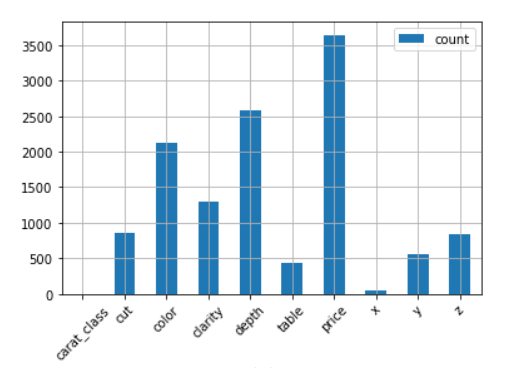 count
3500
3000
2500
2000
1500
1000
500
0
carat_class
cut
color
clarity
depth
table
price
x
y
z